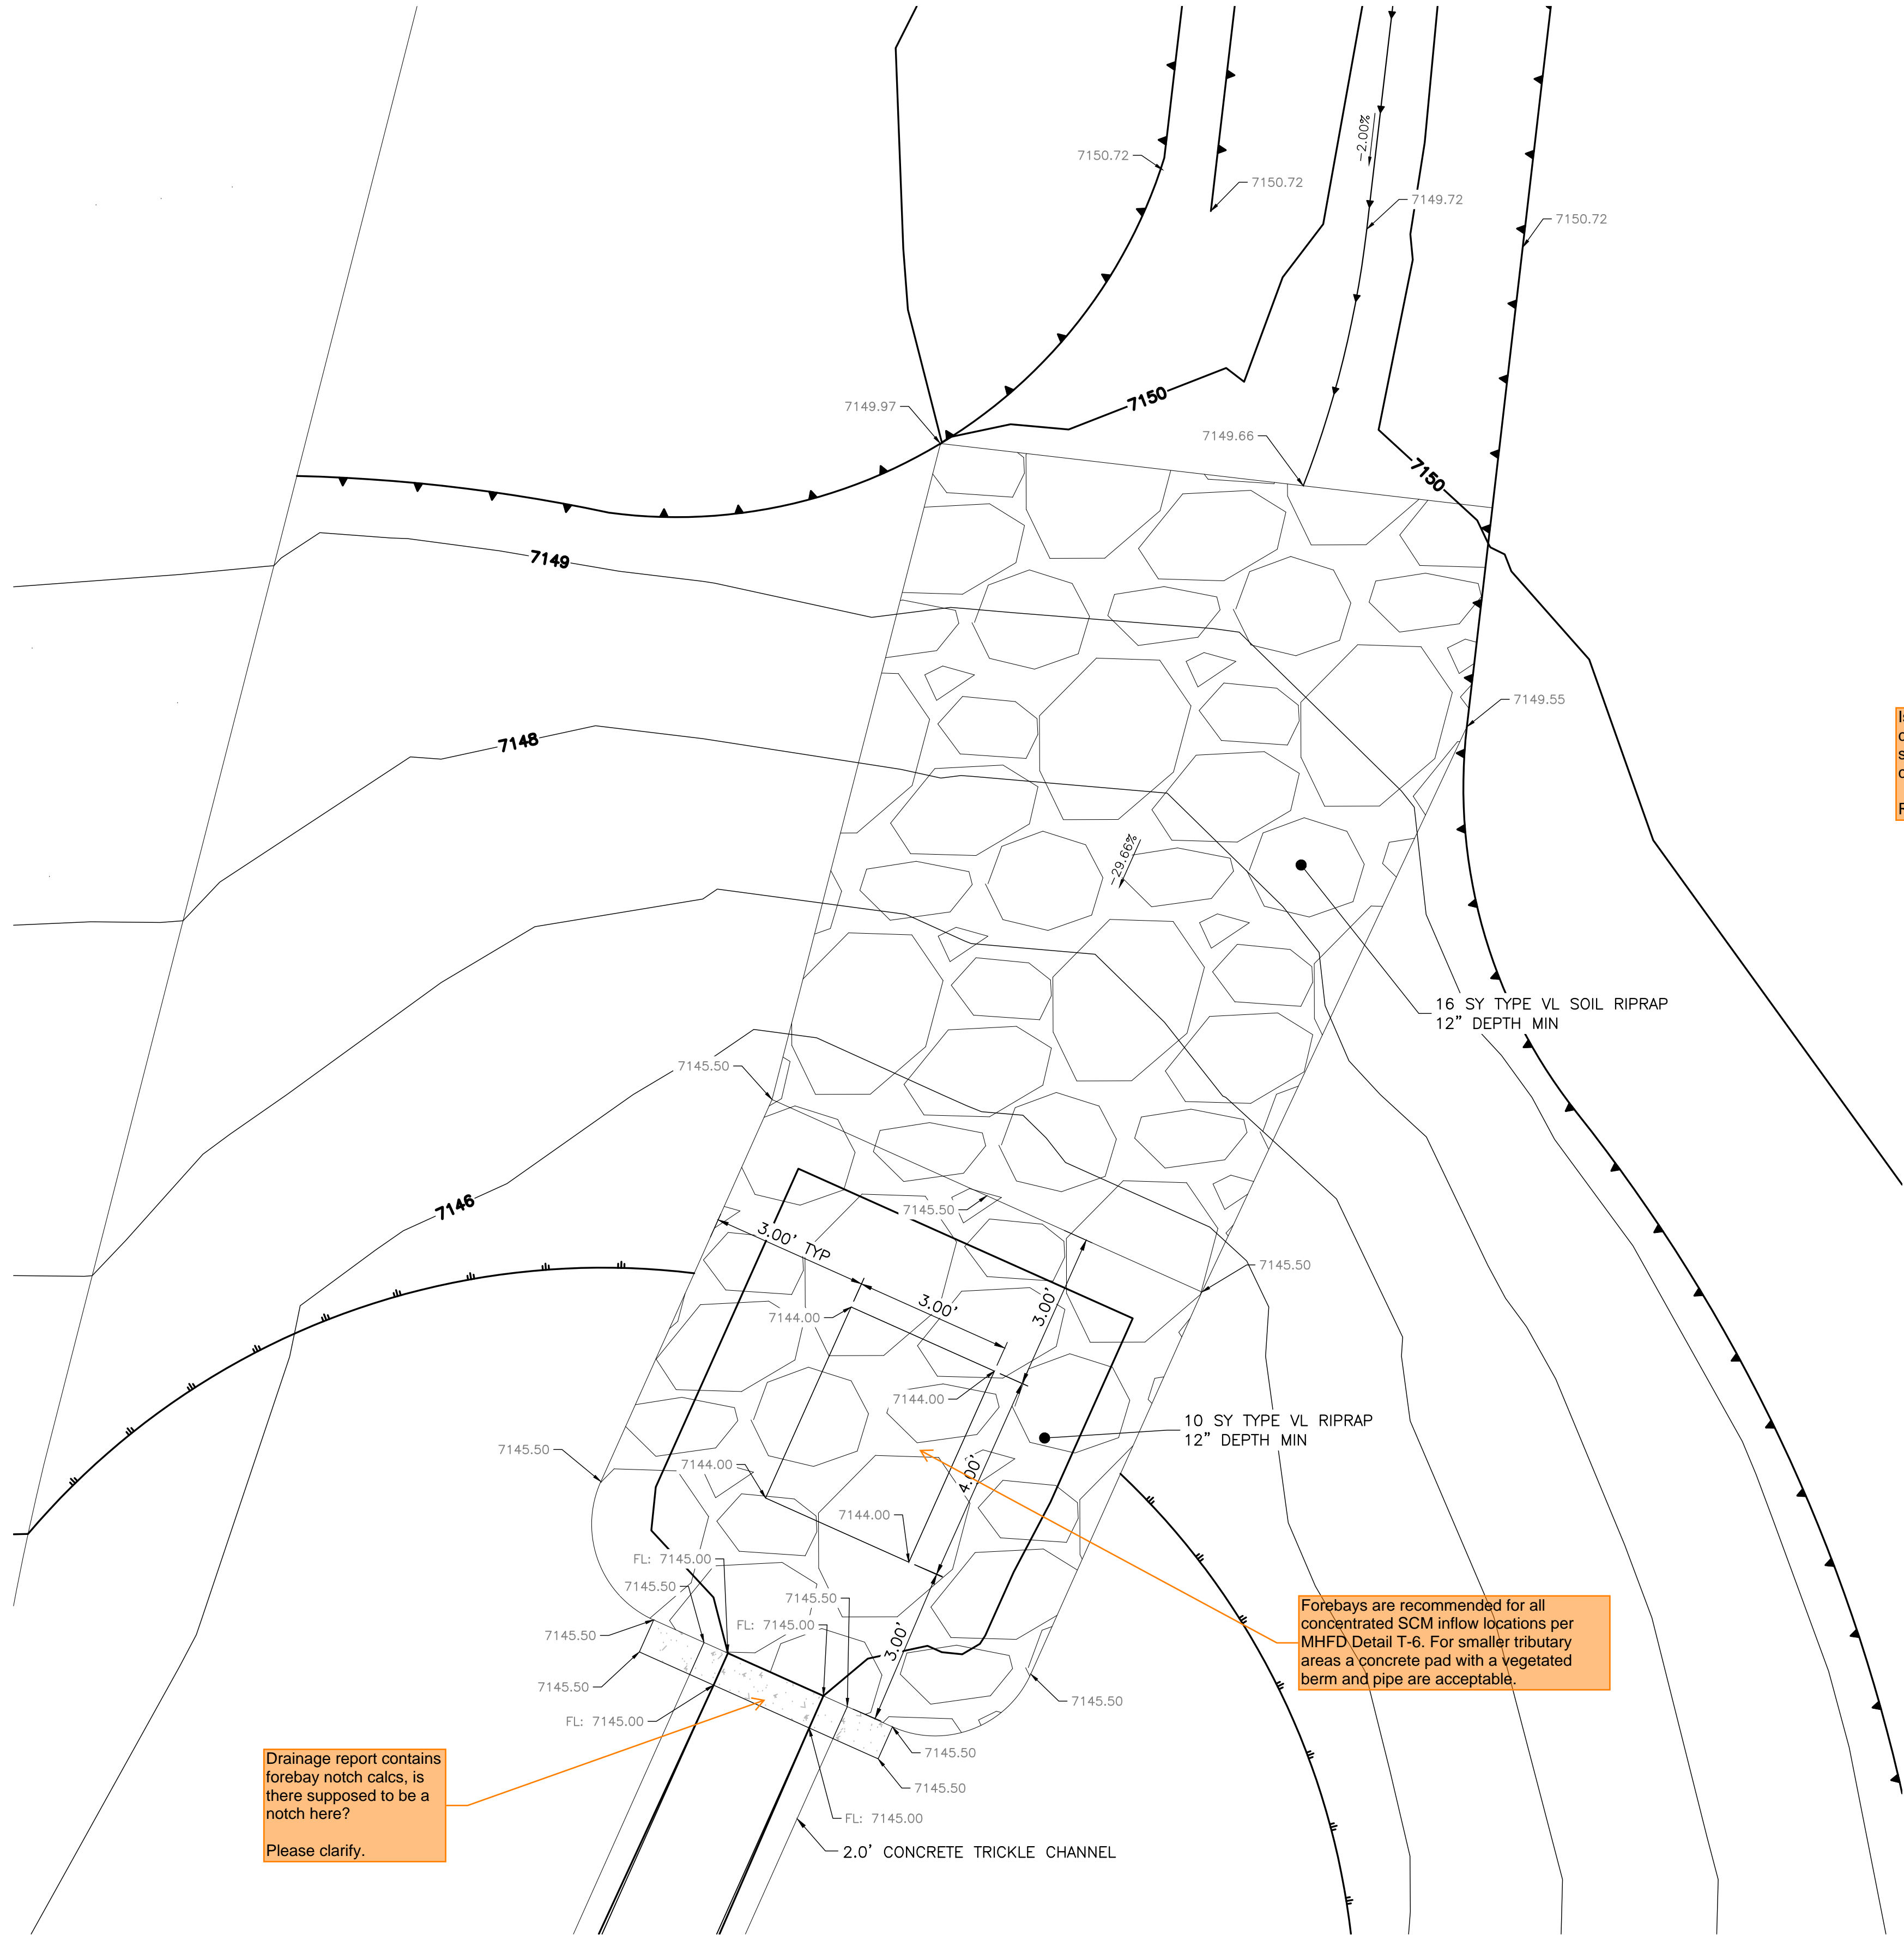 -2.00%
7150.72
7150.72
7149.72
7150.72
7149.97
7150
7149.66
7150
7149
7149.55
7148
-29.66%
16 SY TYPE VL SOIL RIPRAP
12" DEPTH MIN
7145.50
7146
7145.50
3.00' TYP
7145.50
3.00'
3.00'
7144.00
7144.00
10 SY TYPE VL RIPRAP
12" DEPTH MIN
7145.50
7144.00
4.00'
7144.00
FL: 7145.00
7145.50
7145.50
FL: 7145.00
7145.50
3.00'
Forebays are recommended for all
concentrated SCM inflow locations per
MHFD Detail T-6. For smaller tributary
areas a concrete pad with a vegetated
berm and pipe are acceptable.
7145.50
7145.50
FL: 7145.00
7145.50
7145.50
Drainage report contains
forebay notch calcs, is
there supposed to be a
notch here?
Please clarify.
FL: 7145.00
2.0' CONCRETE TRICKLE CHANNEL